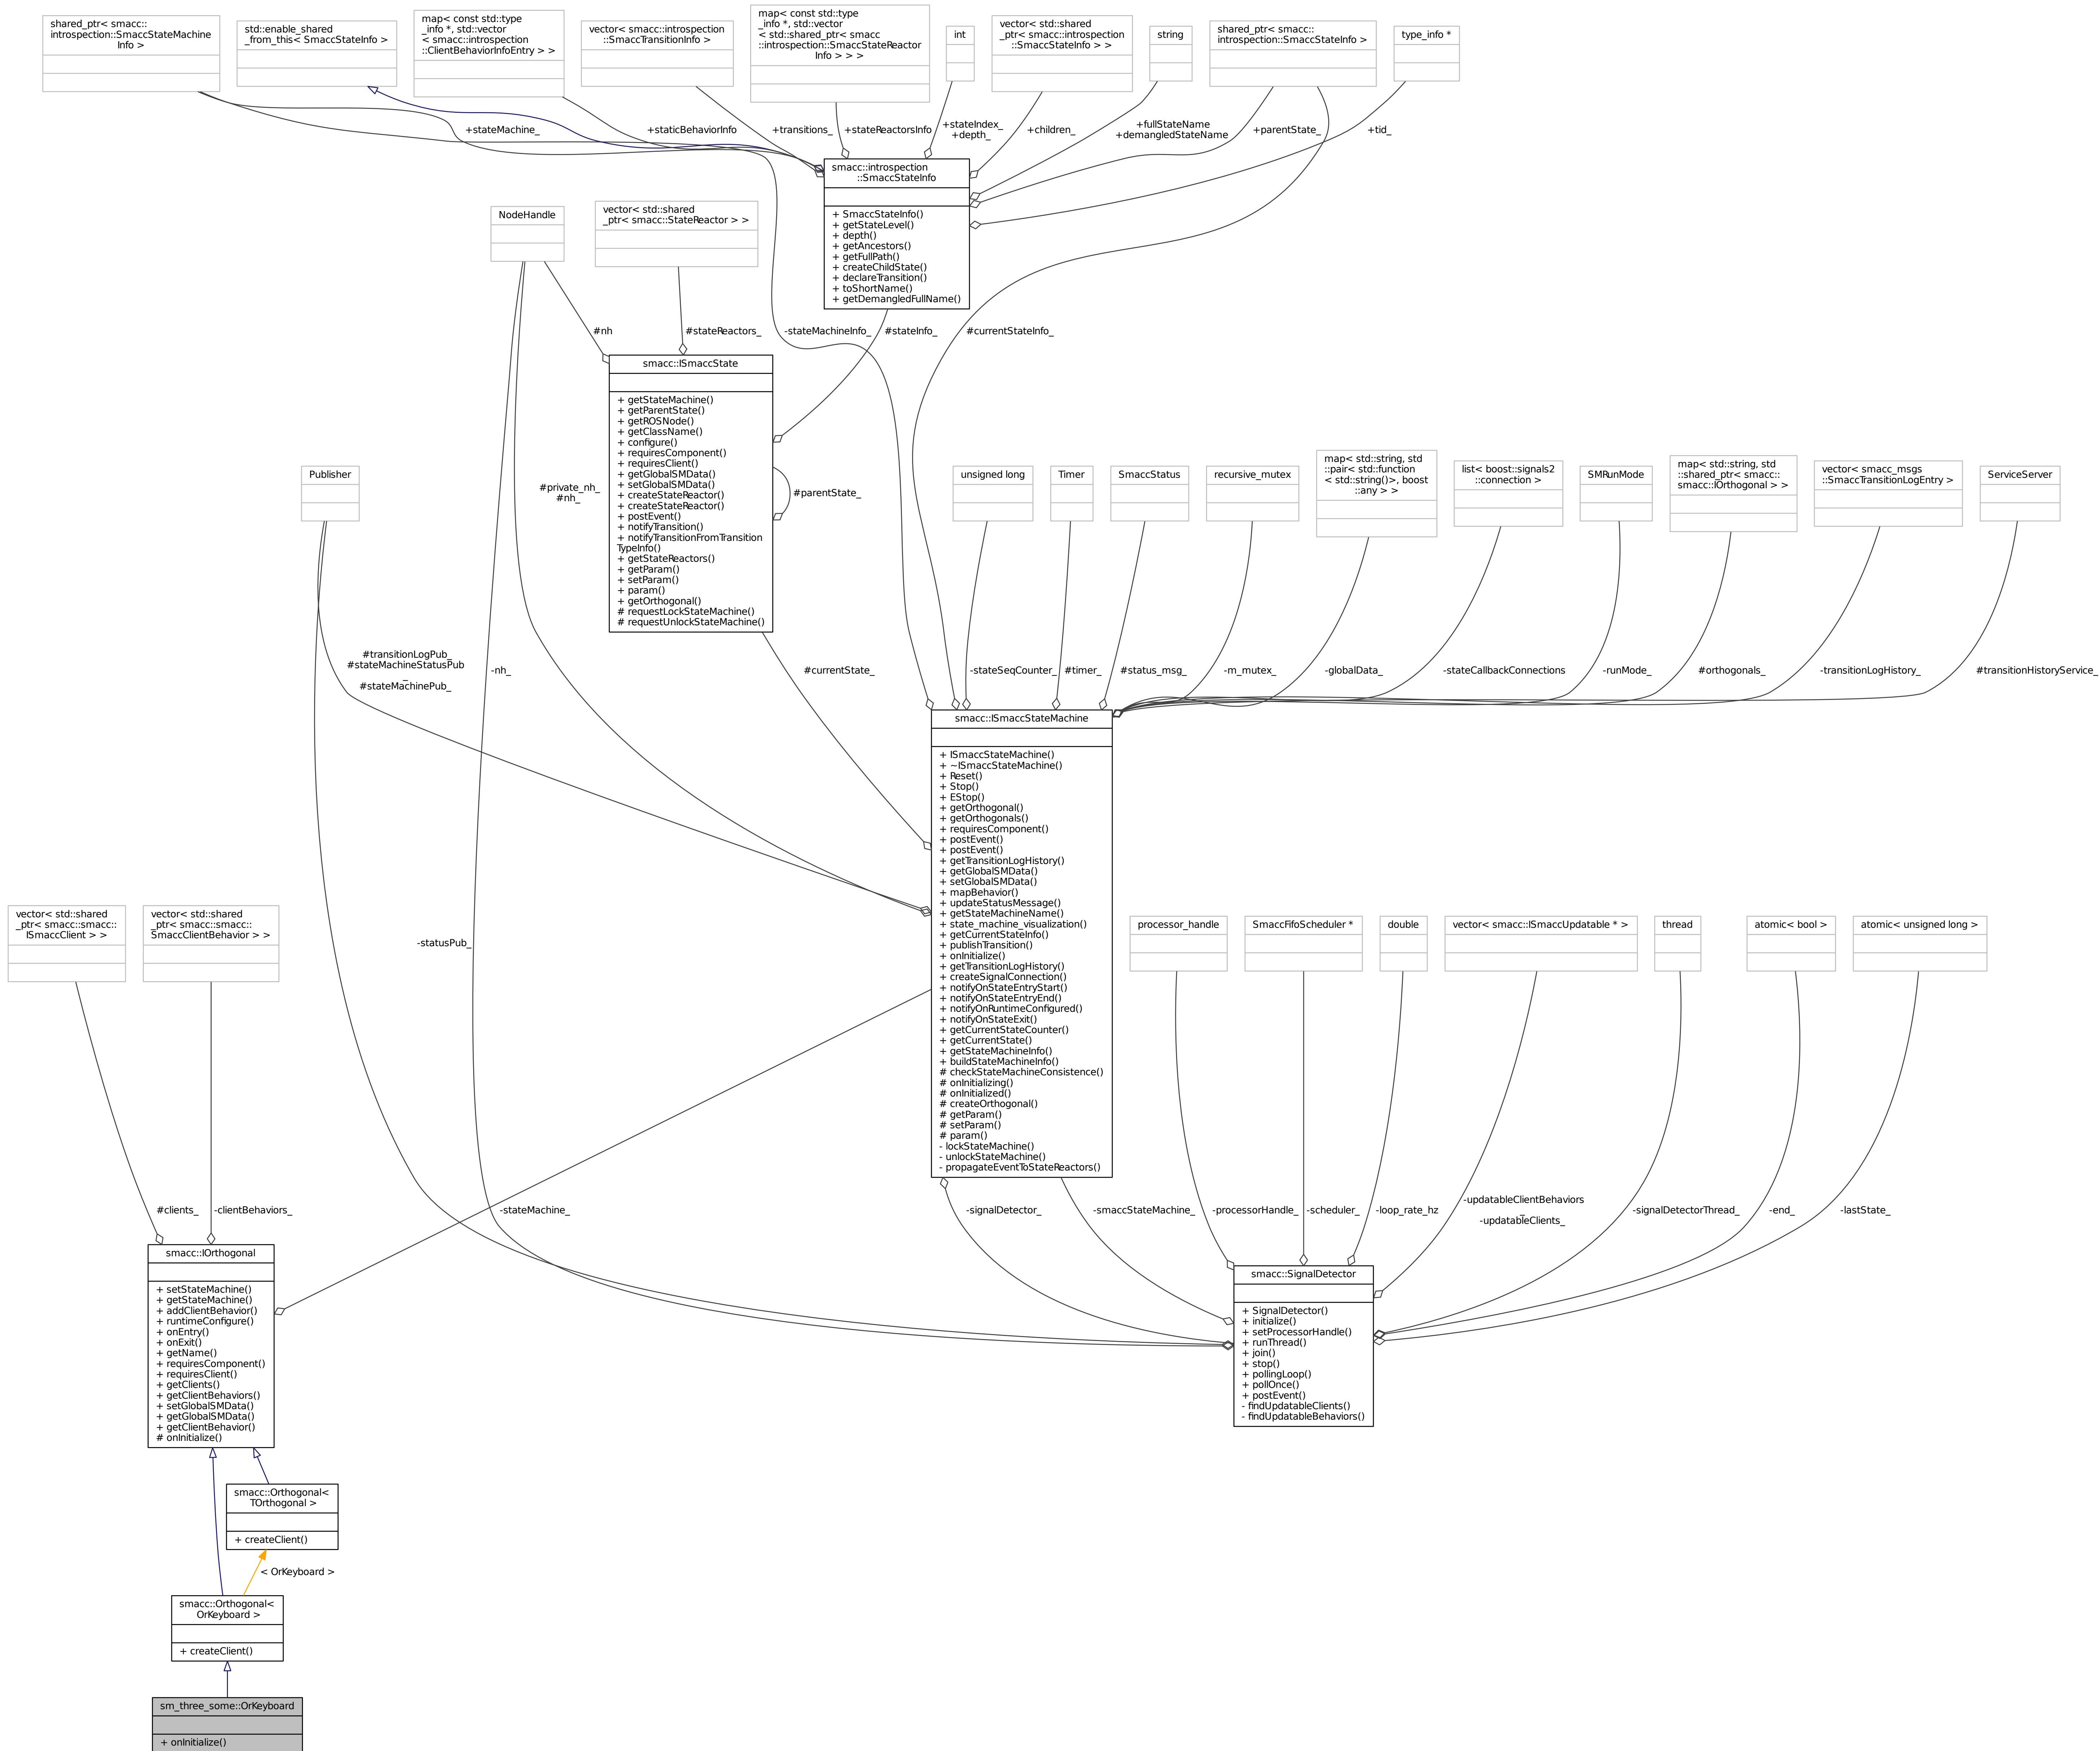 shared_ptr< smacc::
introspection::SmaccStateMachine
Info >
std::enable_shared
_from_this< SmaccStateInfo >
map< const std::type
_info *, std::vector
< smacc::introspection
::ClientBehaviorInfoEntry > >
vector< smacc::introspection
::SmaccTransitionInfo >
map< const std::type
_info *, std::vector
< std::shared_ptr< smacc
::introspection::SmaccStateReactor
Info > > >
int
vector< std::shared
_ptr< smacc::introspection
::SmaccStateInfo > >
string
shared_ptr< smacc::
introspection::SmaccStateInfo >
type_info *
+stateMachine_
+staticBehaviorInfo
+transitions_
+stateReactorsInfo
+stateIndex_
+depth_
+children_
+fullStateName
+demangledStateName
+parentState_
+tid_
smacc::introspection
::SmaccStateInfo
+ SmaccStateInfo()
+ getStateLevel()
+ depth()
+ getAncestors()
+ getFullPath()
+ createChildState()
+ declareTransition()
+ toShortName()
+ getDemangledFullName()
NodeHandle
vector< std::shared
_ptr< smacc::StateReactor > >
#nh
#stateReactors_
-stateMachineInfo_
#stateInfo_
#currentStateInfo_
smacc::ISmaccState
+ getStateMachine()
+ getParentState()
+ getROSNode()
+ getClassName()
+ configure()
+ requiresComponent()
+ requiresClient()
+ getGlobalSMData()
+ setGlobalSMData()
+ createStateReactor()
+ createStateReactor()
+ postEvent()
+ notifyTransition()
+ notifyTransitionFromTransition
TypeInfo()
+ getStateReactors()
+ getParam()
+ setParam()
+ param()
+ getOrthogonal()
# requestLockStateMachine()
# requestUnlockStateMachine()
#parentState_
#private_nh_
#nh_
Publisher
unsigned long
Timer
SmaccStatus
recursive_mutex
map< std::string, std
::pair< std::function
< std::string()>, boost
::any > >
list< boost::signals2
::connection >
SMRunMode
map< std::string, std
::shared_ptr< smacc::
smacc::IOrthogonal > >
vector< smacc_msgs
::SmaccTransitionLogEntry >
ServiceServer
#transitionLogPub_
#stateMachineStatusPub
_
#stateMachinePub_
-nh_
#currentState_
-stateSeqCounter_
#timer_
#status_msg_
-m_mutex_
-globalData_
-stateCallbackConnections
-runMode_
#orthogonals_
-transitionLogHistory_
#transitionHistoryService_
smacc::ISmaccStateMachine
+ ISmaccStateMachine()
+ ~ISmaccStateMachine()
+ Reset()
+ Stop()
+ EStop()
+ getOrthogonal()
+ getOrthogonals()
+ requiresComponent()
+ postEvent()
+ postEvent()
+ getTransitionLogHistory()
+ getGlobalSMData()
+ setGlobalSMData()
+ mapBehavior()
+ updateStatusMessage()
+ getStateMachineName()
+ state_machine_visualization()
+ getCurrentStateInfo()
+ publishTransition()
+ onInitialize()
+ getTransitionLogHistory()
+ createSignalConnection()
+ notifyOnStateEntryStart()
+ notifyOnStateEntryEnd()
+ notifyOnRuntimeConfigured()
+ notifyOnStateExit()
+ getCurrentStateCounter()
+ getCurrentState()
+ getStateMachineInfo()
+ buildStateMachineInfo()
# checkStateMachineConsistence()
# onInitializing()
# onInitialized()
# createOrthogonal()
# getParam()
# setParam()
# param()
- lockStateMachine()
- unlockStateMachine()
- propagateEventToStateReactors()
vector< std::shared
_ptr< smacc::smacc::
ISmaccClient > >
vector< std::shared
_ptr< smacc::smacc::
SmaccClientBehavior > >
-statusPub_
processor_handle
SmaccFifoScheduler *
double
vector< smacc::ISmaccUpdatable * >
thread
atomic< bool >
atomic< unsigned long >
#clients_
-clientBehaviors_
-stateMachine_
-signalDetector_
-smaccStateMachine_
-processorHandle_
-scheduler_
-loop_rate_hz
-updatableClientBehaviors
_
-updatableClients_
-signalDetectorThread_
-end_
-lastState_
smacc::IOrthogonal
+ setStateMachine()
+ getStateMachine()
+ addClientBehavior()
+ runtimeConfigure()
+ onEntry()
+ onExit()
+ getName()
+ requiresComponent()
+ requiresClient()
+ getClients()
+ getClientBehaviors()
+ setGlobalSMData()
+ getGlobalSMData()
+ getClientBehavior()
# onInitialize()
smacc::SignalDetector
+ SignalDetector()
+ initialize()
+ setProcessorHandle()
+ runThread()
+ join()
+ stop()
+ pollingLoop()
+ pollOnce()
+ postEvent()
- findUpdatableClients()
- findUpdatableBehaviors()
smacc::Orthogonal<
TOrthogonal >
+ createClient()
< OrKeyboard >
smacc::Orthogonal<
OrKeyboard >
+ createClient()
sm_three_some::OrKeyboard
+ onInitialize()